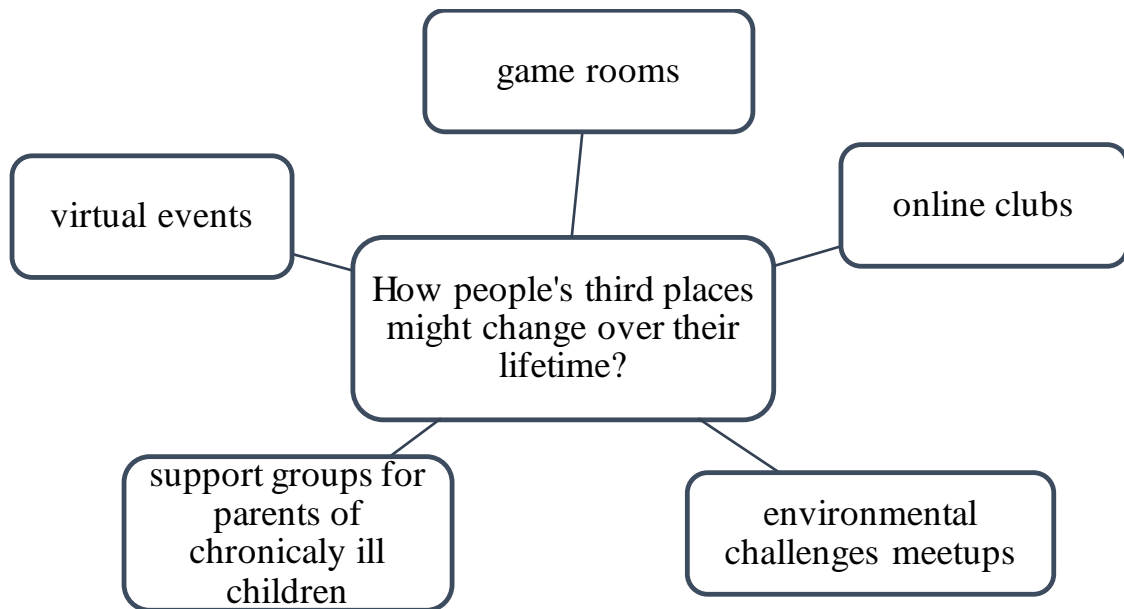 game rooms
virtual events
online clubs
How people's third places
might change over their
lifetime?
support groups for
parents of
chronicaly ill
children
environmental
challenges meetups